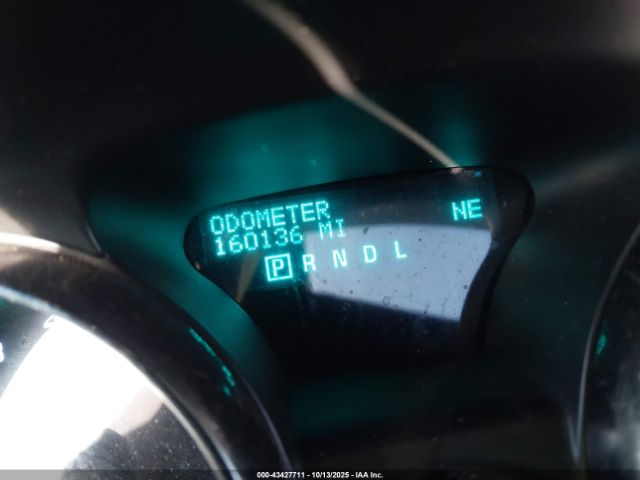 ODOMETER NE
160136 MI
P R N D L
000-43427711 - 10/13/2025 - IAA Inc.